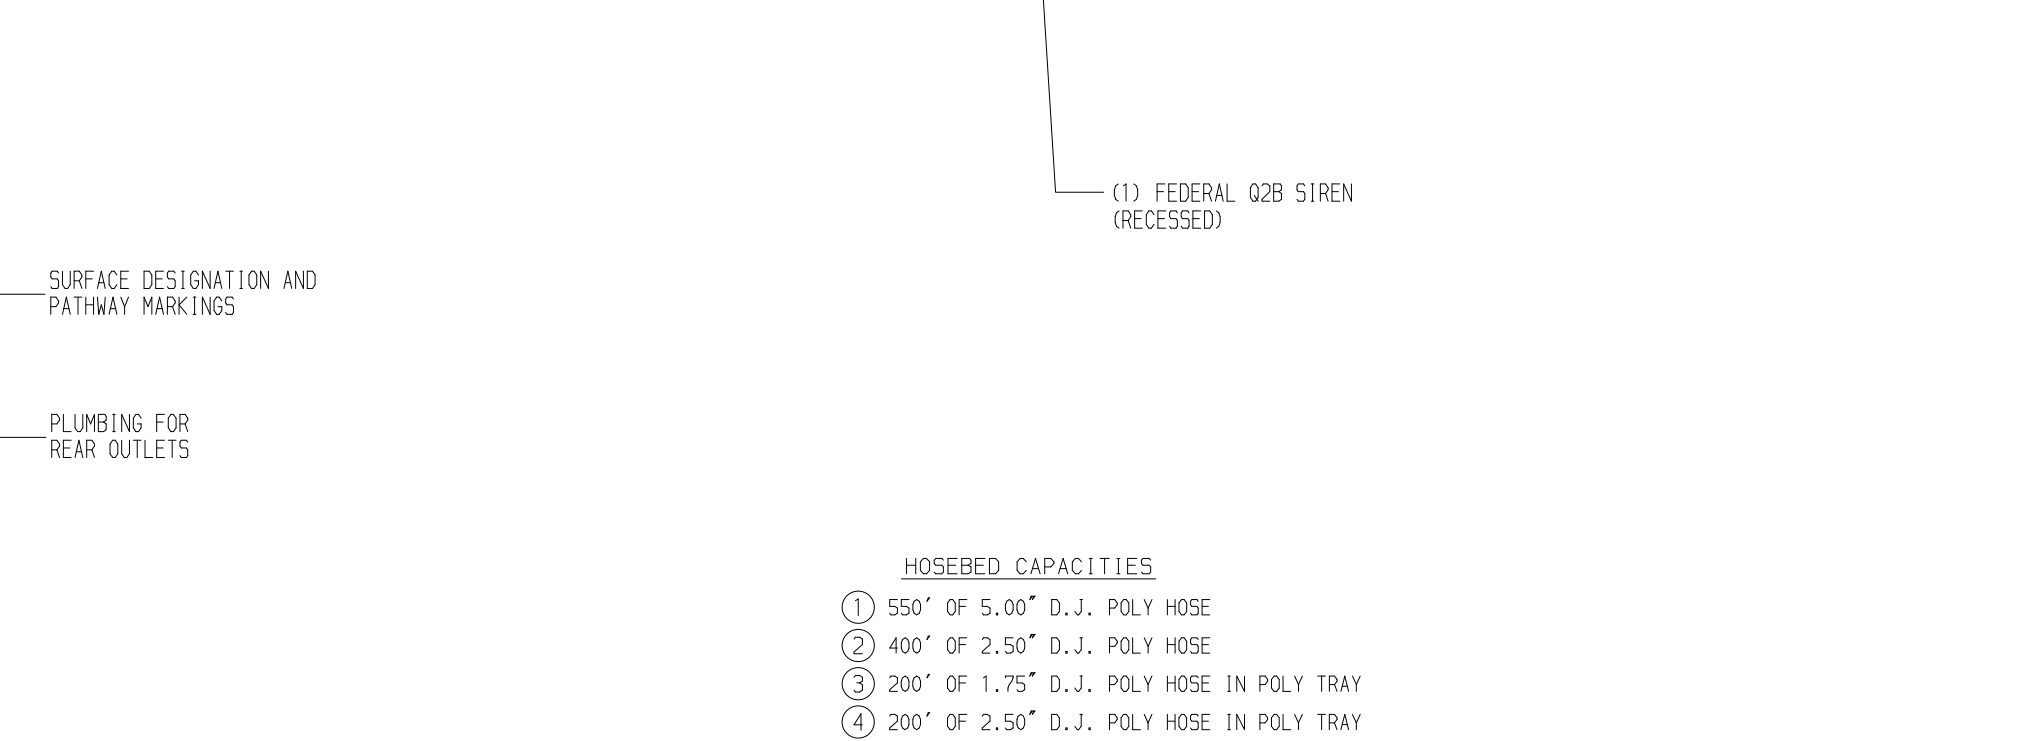 (1) FEDERAL Q2B SIREN
(RECESSED)
SURFACE DESIGNATION AND
PATHWAY MARKINGS
PLUMBING FOR
REAR OUTLETS
HOSEBED CAPACITIES
1 550' OF 5.00" D.J. POLY HOSE
2 400' OF 2.50" D.J. POLY HOSE
3 200' OF 1.75" D.J. POLY HOSE IN POLY TRAY
4 200' OF 2.50" D.J. POLY HOSE IN POLY TRAY